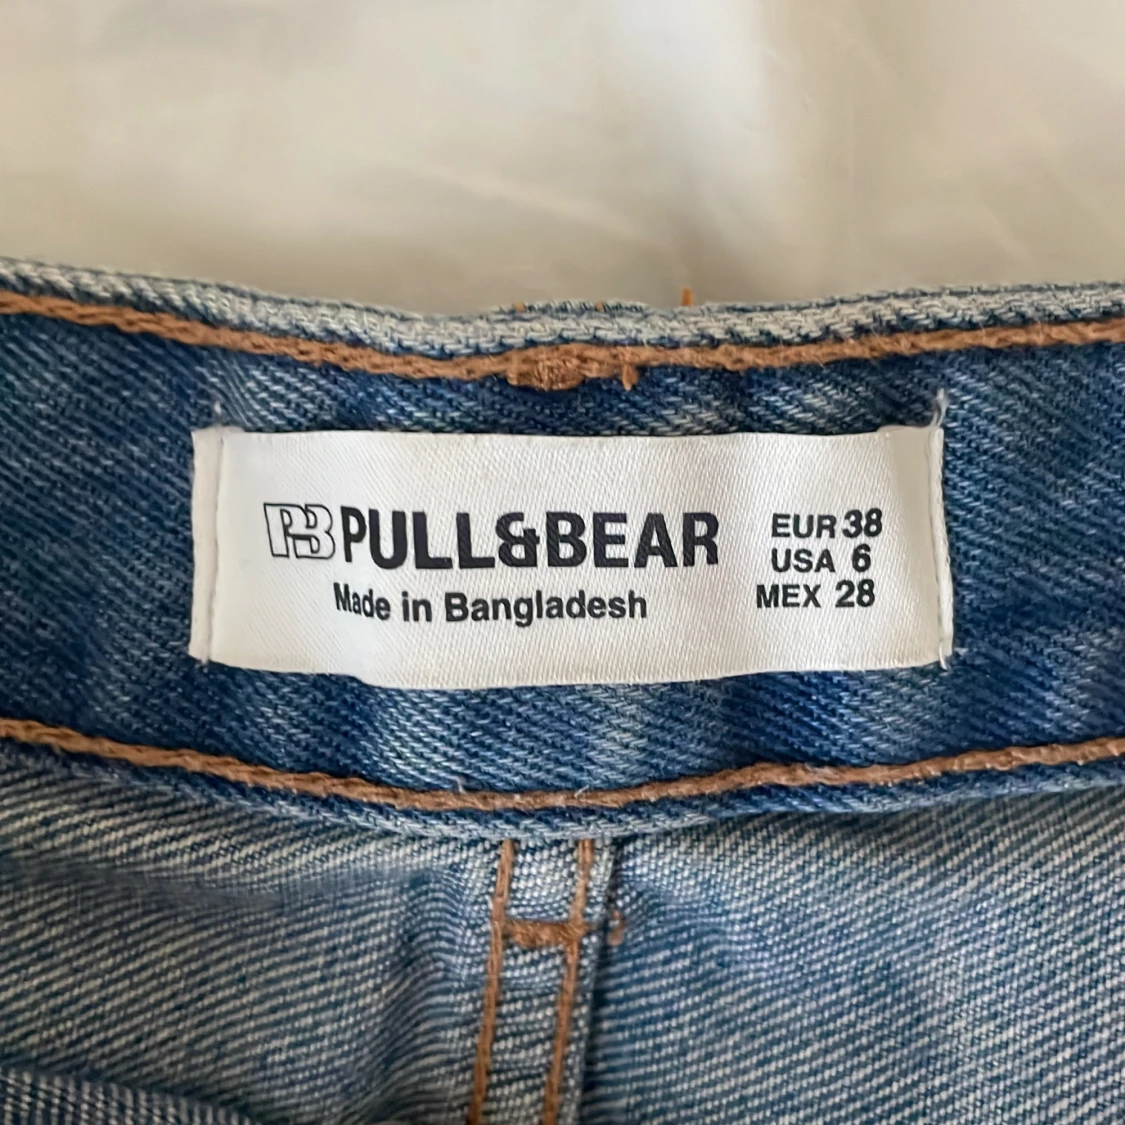 PB PULL&BEAR
Made in Bangladesh
EUR 38
USA 6
MEX 28